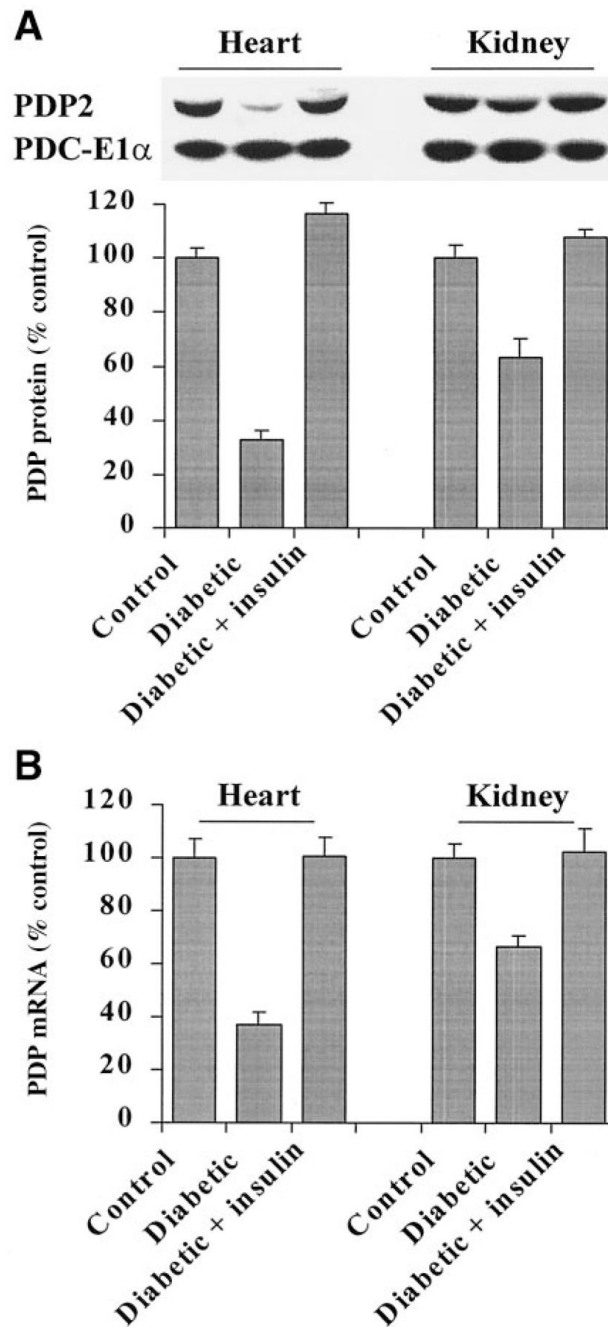 A
Heart Kidney
PDP2
PDC-E1α
PDP protein (% control)
120
100
80
60
40
20
0
Control
Diabetic
Diabetic + insulin
Control
Diabetic
Diabetic + insulin
B
Heart Kidney
PDP mRNA (% control)
120
100
80
60
40
20
0
Control
Diabetic
Diabetic + insulin
Control
Diabetic
Diabetic + insulin